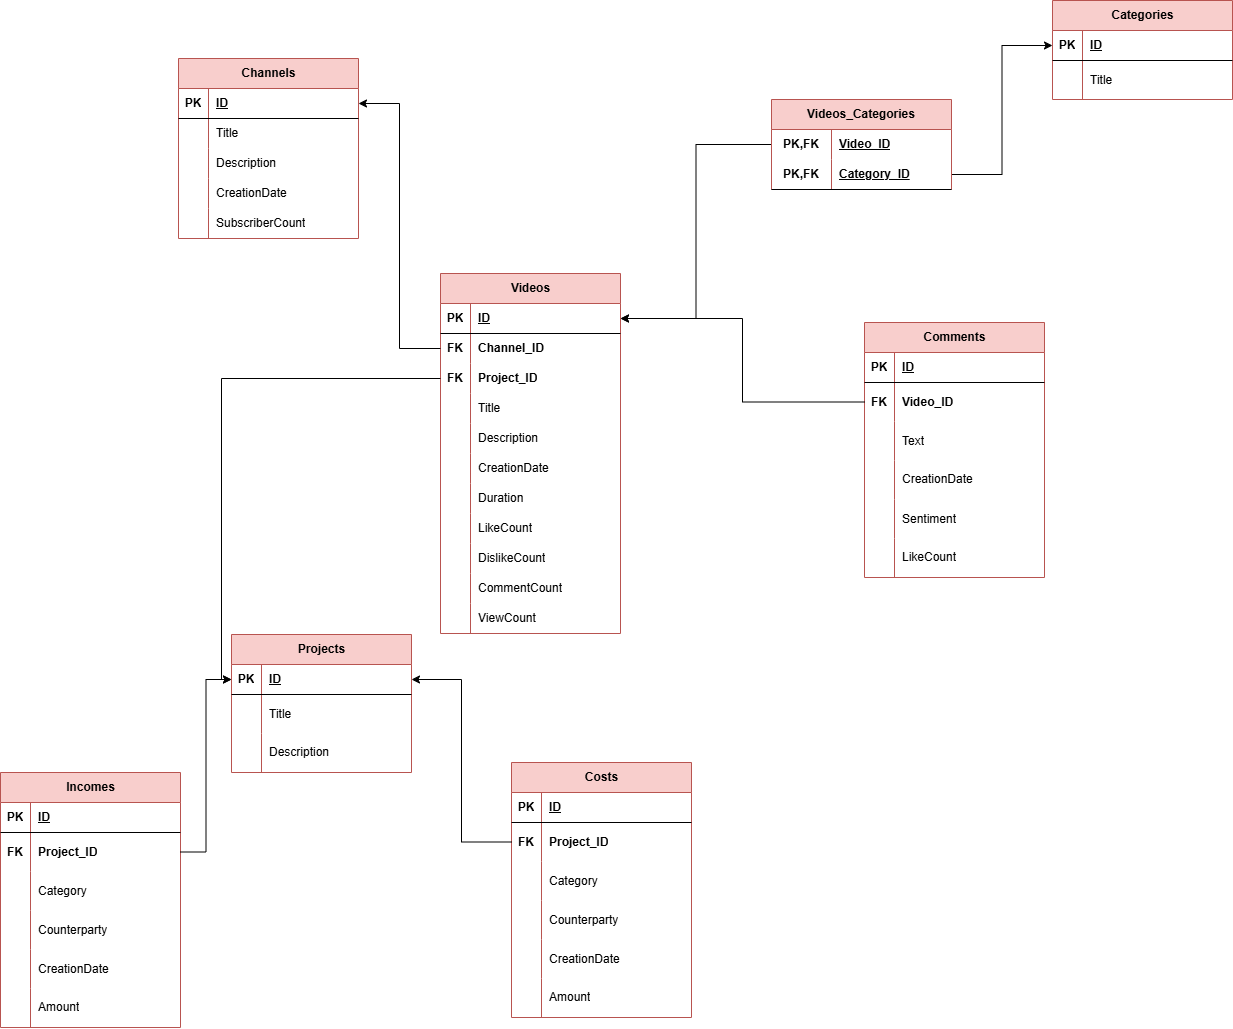 Categories
PK ID
Title
Channels
PK ID
Title
Description
CreationDate
SubscriberCount
Videos_Categories
PK,FK Video_ID
PK,FK Category_ID
Videos
PK ID
FK Channel_ID
FK Project_ID
Title
Description
CreationDate
Duration
LikeCount
DislikeCount
CommentCount
ViewCount
Comments
PK ID
FK Video_ID
Text
CreationDate
Sentiment
LikeCount
Projects
PK ID
Title
Description
Incomes
PK ID
FK Project_ID
Category
Counterparty
CreationDate
Amount
Costs
PK ID
FK Project_ID
Category
Counterparty
CreationDate
Amount